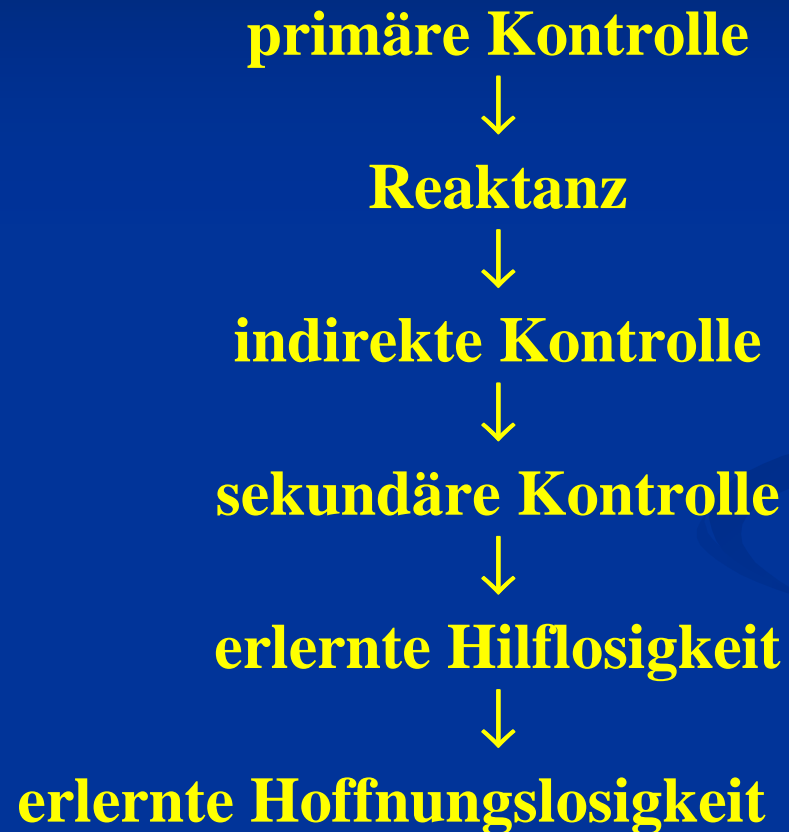 primäre Kontrolle
↓
Reaktanz
↓
indirekte Kontrolle
↓
sekundäre Kontrolle
↓
erlernte Hilflosigkeit
↓
erlernte Hoffnungslosigkeit